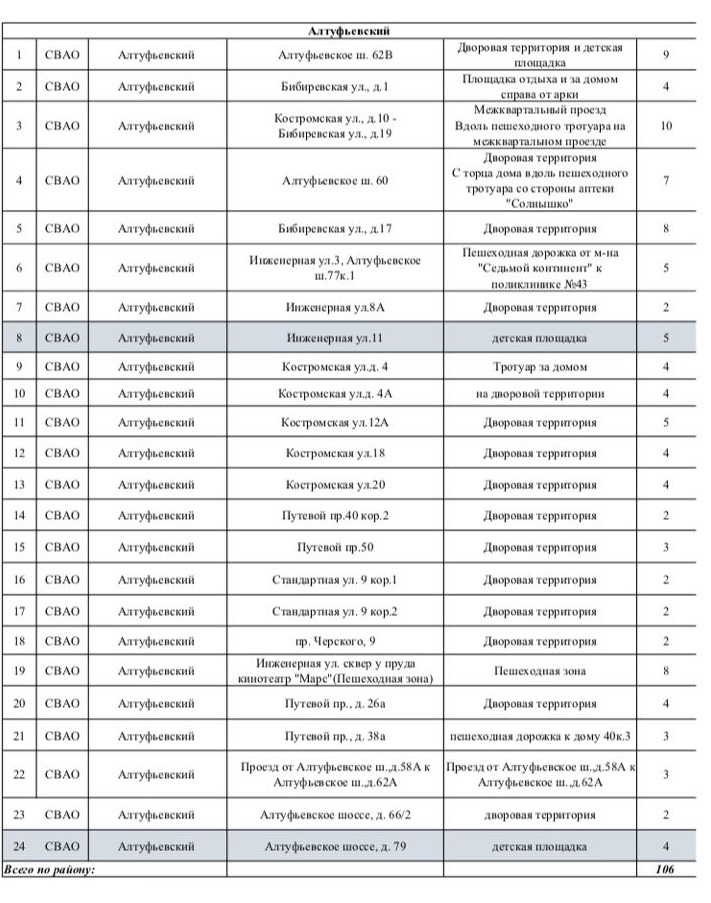 Алтуфьевский
1 СВАО Алтуфьевский Алтуфьевское ш. 62В Дворовая территория и детская площадка 9
2 СВАО Алтуфьевский Бибиревская ул., д.1 Площадка отдыха и за домом справа от арки 4
3 СВАО Алтуфьевский Костромская ул., д.10 - Бибиревская ул., д.19 Межквартальный проезд Вдоль пешеходного тротуара на межквартальном проезде 10
4 СВАО Алтуфьевский Алтуфьевское ш. 60 Дворовая территория С торца дома вдоль пешеходного тротуара со стороны аптеки "Солнышко" 7
5 СВАО Алтуфьевский Бибиревская ул., д.17 Дворовая территория 8
6 СВАО Алтуфьевский Инженерная ул.3, Алтуфьевское ш.77к.1 Пешеходная дорожка от м-на "Седьмой континент" к поликлинике №43 5
7 СВАО Алтуфьевский Инженерная ул.8А Дворовая территория 2
8 СВАО Алтуфьевский Инженерная ул.11 детская площадка 5
9 СВАО Алтуфьевский Костромская ул.д. 4 Тротуар за домом 4
10 СВАО Алтуфьевский Костромская ул.д. 4А на дворовой территории 4
11 СВАО Алтуфьевский Костромская ул.12А Дворовая территория 5
12 СВАО Алтуфьевский Костромская ул.18 Дворовая территория 4
13 СВАО Алтуфьевский Костромская ул.20 Дворовая территория 4
14 СВАО Алтуфьевский Путевой пр.40 кор.2 Дворовая территория 2
15 СВАО Алтуфьевский Путевой пр.50 Дворовая территория 3
16 СВАО Алтуфьевский Стандартная ул. 9 кор.1 Дворовая территория 2
17 СВАО Алтуфьевский Стандартная ул. 9 кор.2 Дворовая территория 2
18 СВАО Алтуфьевский пр. Черского, 9 Дворовая территория 2
19 СВАО Алтуфьевский Инженерная ул. сквер у пруда кинотеатр "Марс"(Пешеходная зона) Пешеходная зона 8
20 СВАО Алтуфьевский Путевой пр., д. 26а Дворовая территория 4
21 СВАО Алтуфьевский Путевой пр., д. 38а пешеходная дорожка к дому 40к.3 3
22 СВАО Алтуфьевский Проезд от Алтуфьевское ш.,д.58А к Алтуфьевское ш.,д.62А Проезд от Алтуфьевское ш.,д.58А к Алтуфьевское ш.,д.62А 3
23 СВАО Алтуфьевский Алтуфьевское шоссе, д. 66/2 дворовая территория 2
24 СВАО Алтуфьевский Алтуфьевское шоссе, д. 79 детская площадка 4
Всего по району: 106